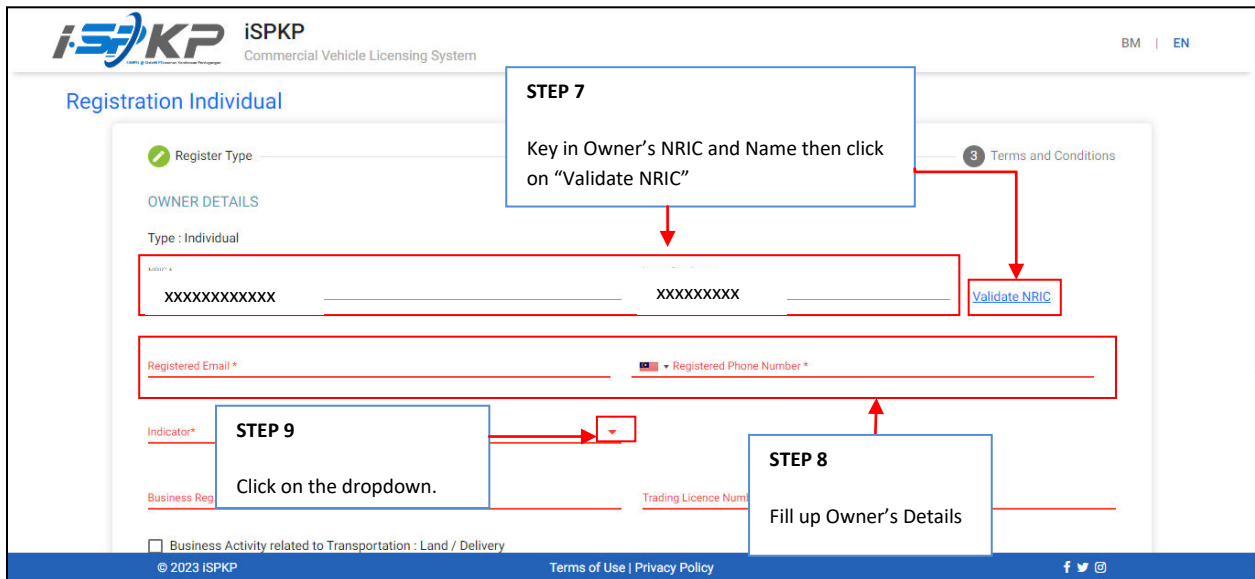 iSPKP
iSPKP
Commercial Vehicle Licensing System
BM | EN
Registration Individual
STEP 7
Key in Owner’s NRIC and Name then click
on “Validate NRIC”
Register Type
3 Terms and Conditions
OWNER DETAILS
Type : Individual
XXXXXXXXXXXX
XXXXXXXXX
Validate NRIC
Registered Email *
Registered Phone Number *
Indicator*
STEP 9
Click on the dropdown.
STEP 8
Fill up Owner’s Details
Business Reg
Trading Licence Num
Business Activity related to Transportation : Land / Delivery
© 2023 iSPKP
Terms of Use | Privacy Policy